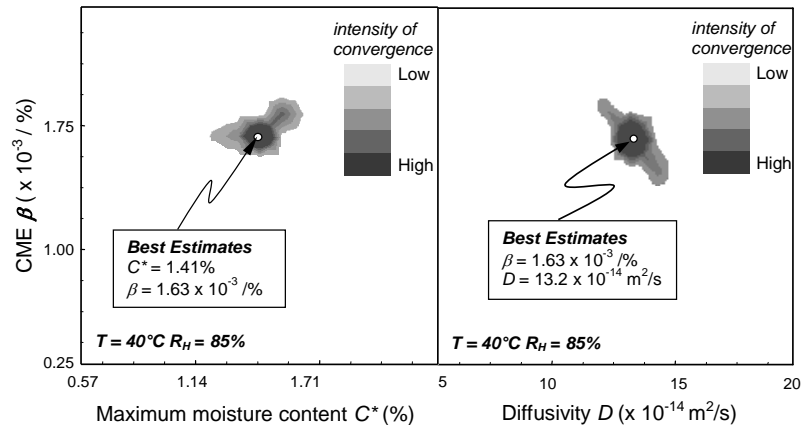 intensity of
convergence
Low
High
CME β (x 10⁻³ / %)
1.75
1.00
0.25
Best Estimates
C* = 1.41%
β = 1.63 x 10⁻³ /%
T = 40°C R_H = 85%
0.57
1.14
1.71
Maximum moisture content C* (%)
intensity of
convergence
Low
High
Best Estimates
β = 1.63 x 10⁻³ /%
D = 13.2 x 10⁻¹⁴ m²/s
T = 40°C R_H = 85%
5
10
15
20
Diffusivity D (x 10⁻¹⁴ m²/s)